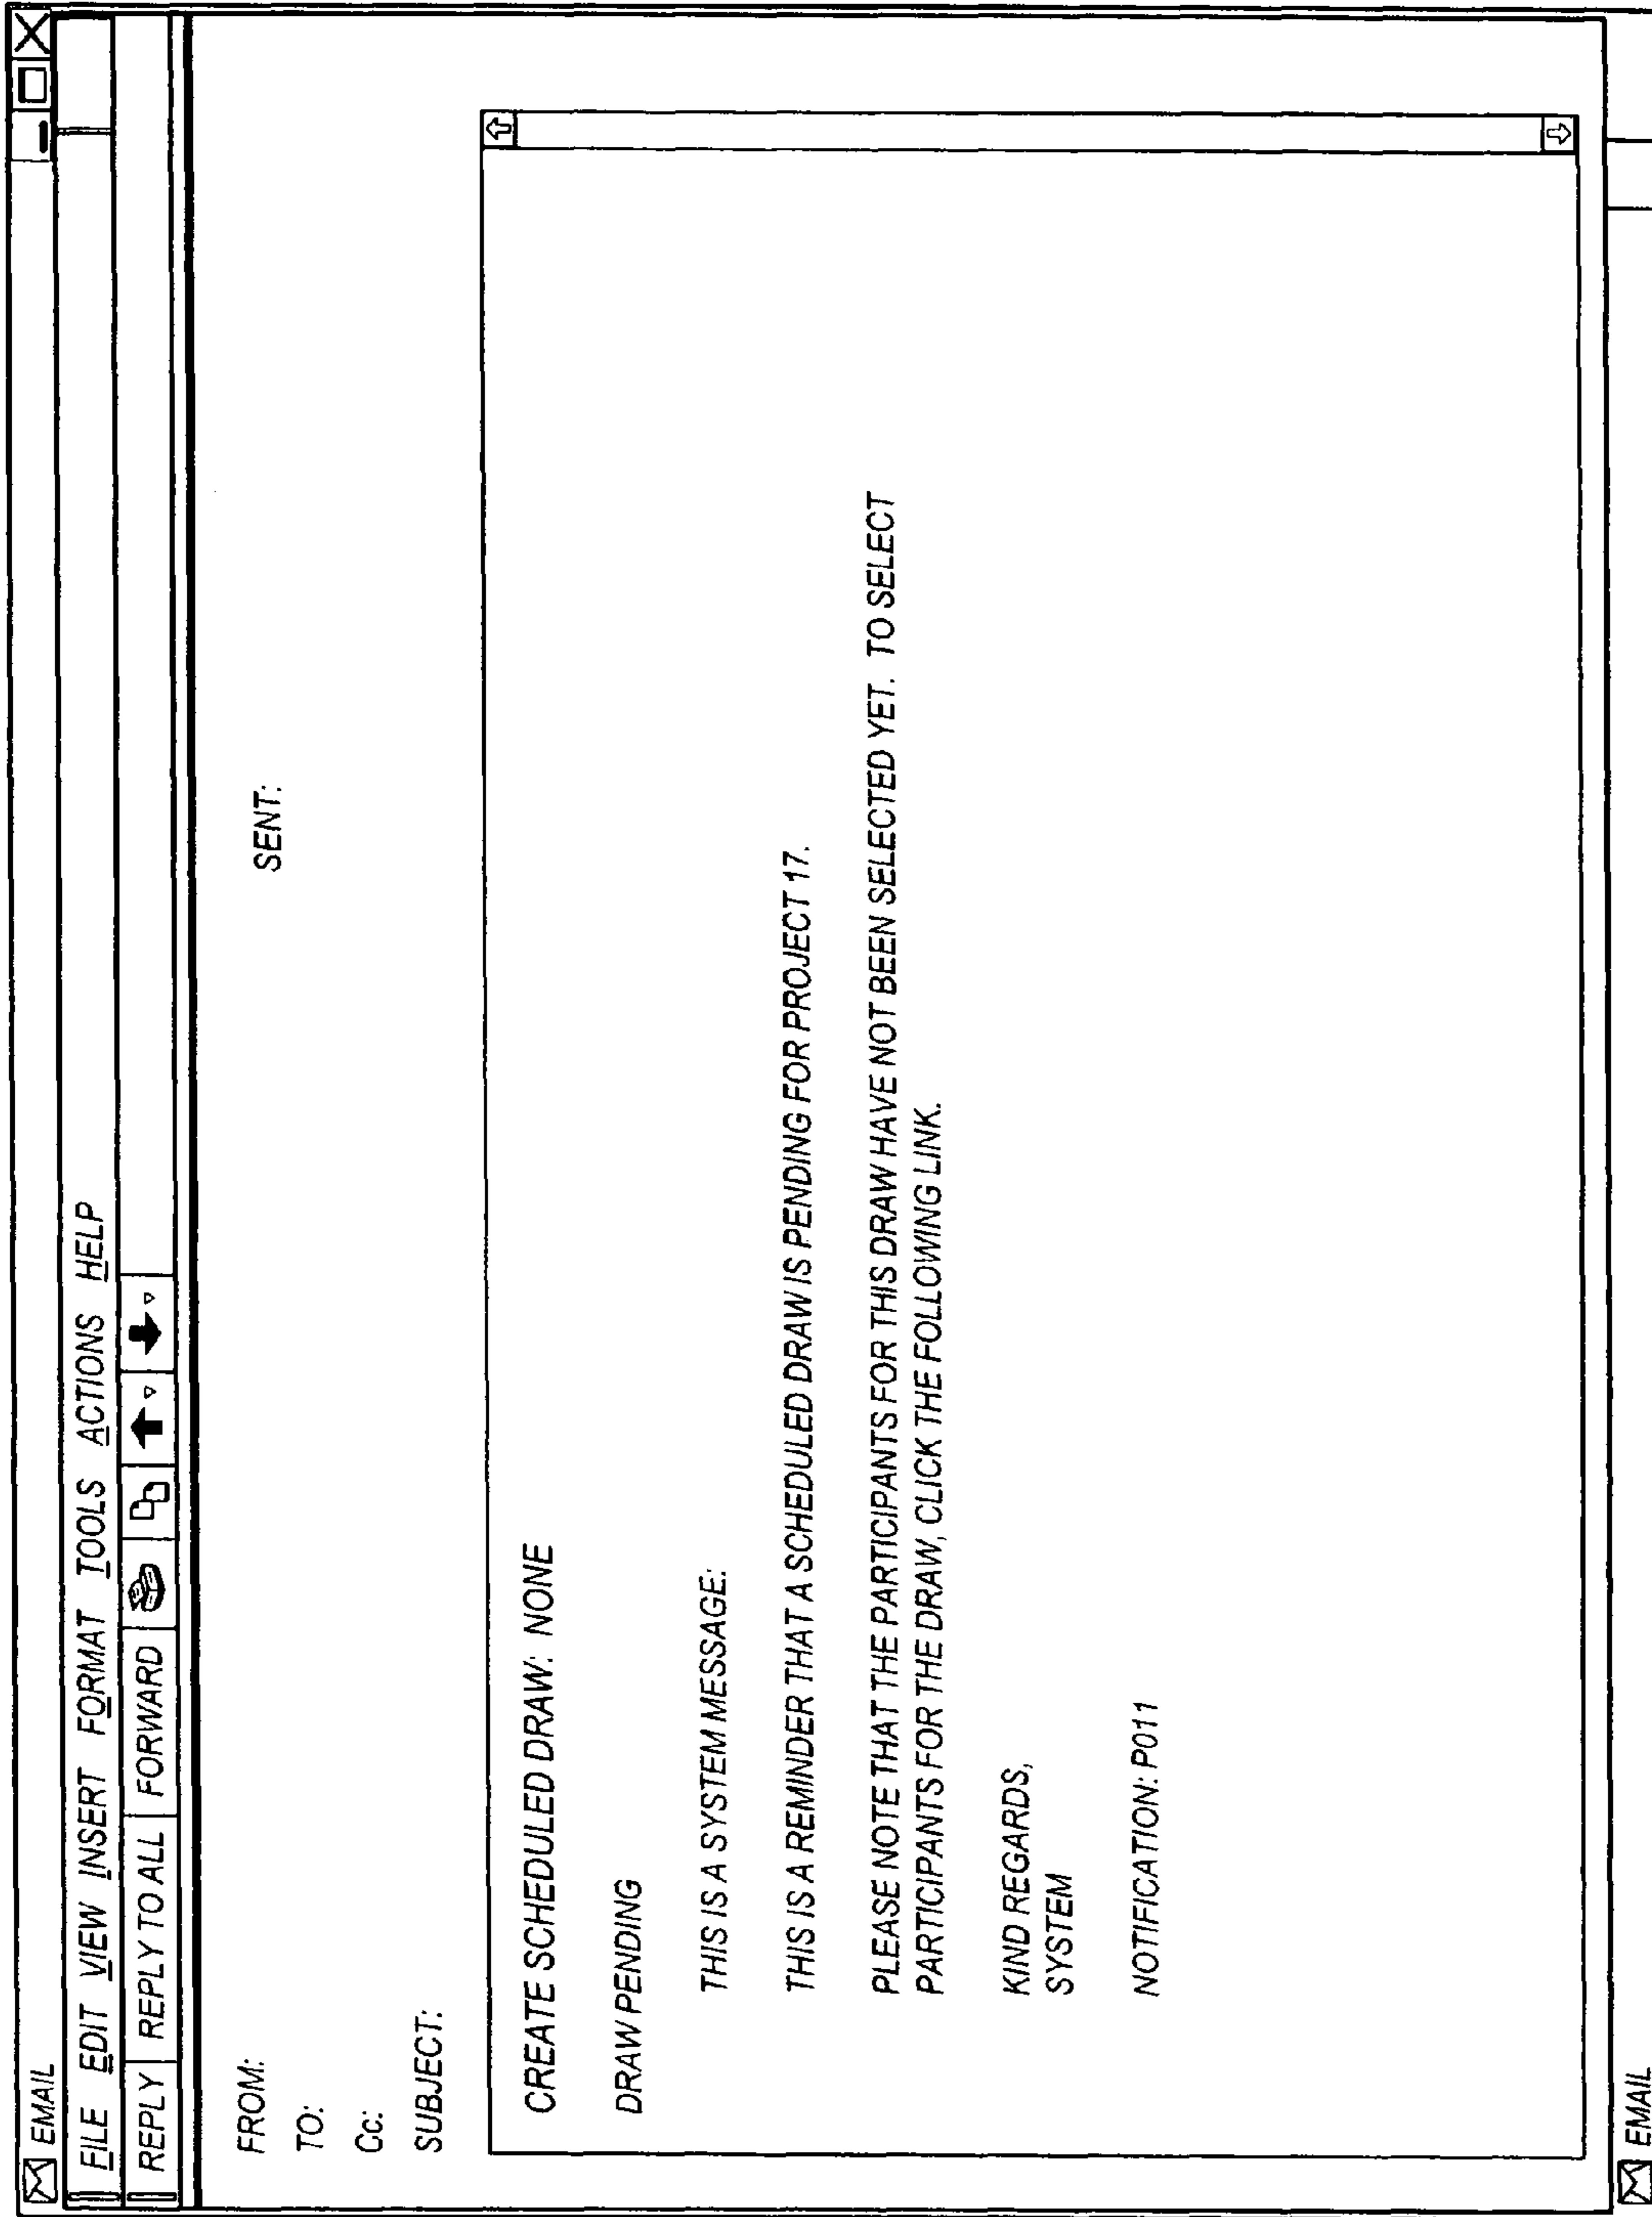 EMAIL
FILE EDIT VIEW INSERT FORMAT TOOLS ACTIONS HELP
REPLY REPLY TO ALL FORWARD
FROM:
SENT:
TO:
Cc:
SUBJECT:
CREATE SCHEDULED DRAW: NONE
DRAW PENDING
THIS IS A SYSTEM MESSAGE:
THIS IS A REMINDER THAT A SCHEDULED DRAW IS PENDING FOR PROJECT 17.
PLEASE NOTE THAT THE PARTICIPANTS FOR THIS DRAW HAVE NOT BEEN SELECTED YET. TO SELECT
PARTICIPANTS FOR THE DRAW, CLICK THE FOLLOWING LINK.
KIND REGARDS,
SYSTEM
NOTIFICATION: P011
EMAIL